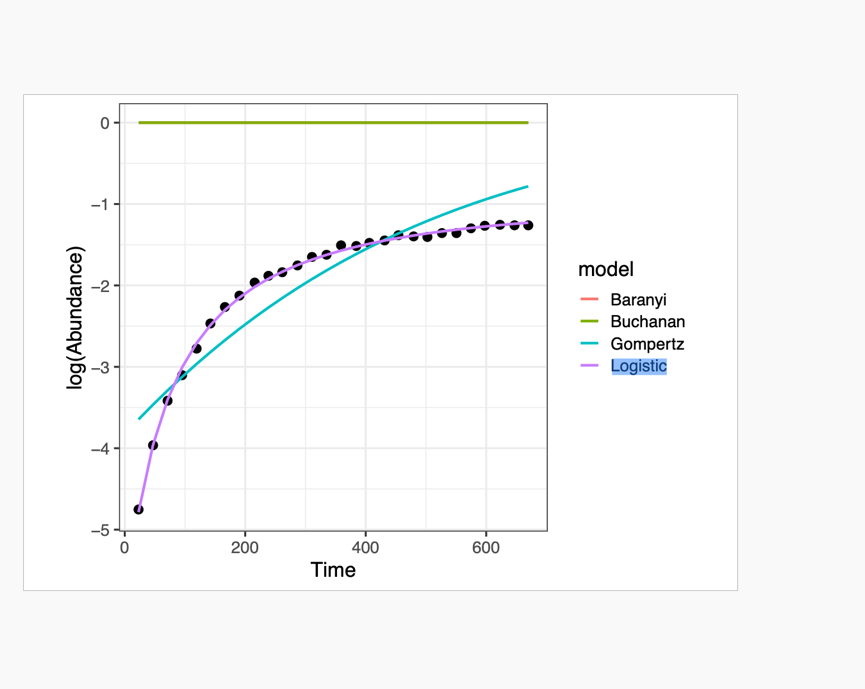 0
−1
−2
−3
−4
−5
log(Abundance)
0 200 400 600
Time
model
Baranyi
Buchanan
Gompertz
Logistic